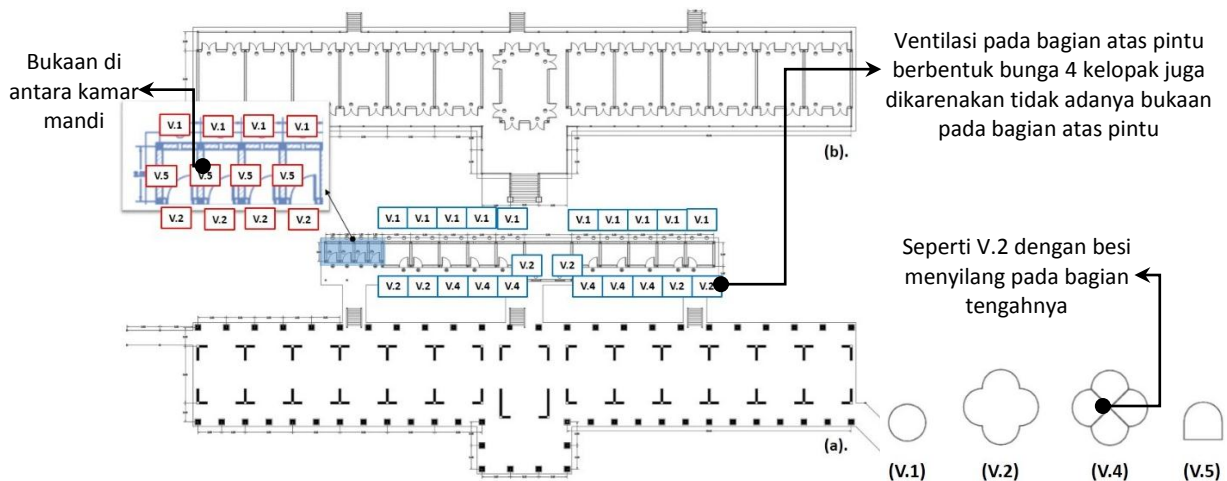 Bukaan di
antara kamar
mandi
V.1 V.1 V.1 V.1
V.5 V.5 V.5 V.5
V.2 V.2 V.2 V.2
Ventilasi pada bagian atas pintu
berbentuk bunga 4 kelopak juga
dikarenakan tidak adanya bukaan
pada bagian atas pintu
(b).
V.1 V.1 V.1 V.1 V.1 V.1 V.1 V.1 V.1 V.1
V.2 V.2
V.2 V.2 V.4 V.4 V.4 V.4 V.4 V.4 V.2 V.2
Seperti V.2 dengan besi
menyilang pada bagian
tengahnya
(a).
(V.1) (V.2) (V.4) (V.5)